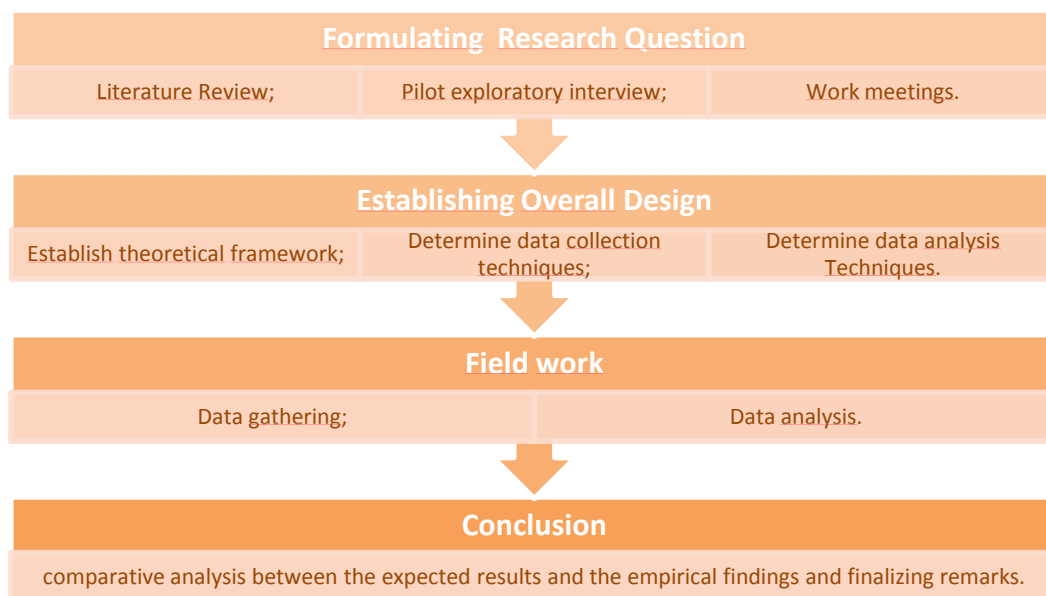 Formulating Research Question
Literature Review;
Pilot exploratory interview;
Work meetings.
Establishing Overall Design
Establish theoretical framework;
Determine data collection
techniques;
Determine data analysis
Techniques.
Field work
Data gathering;
Data analysis.
Conclusion
comparative analysis between the expected results and the empirical findings and finalizing remarks.